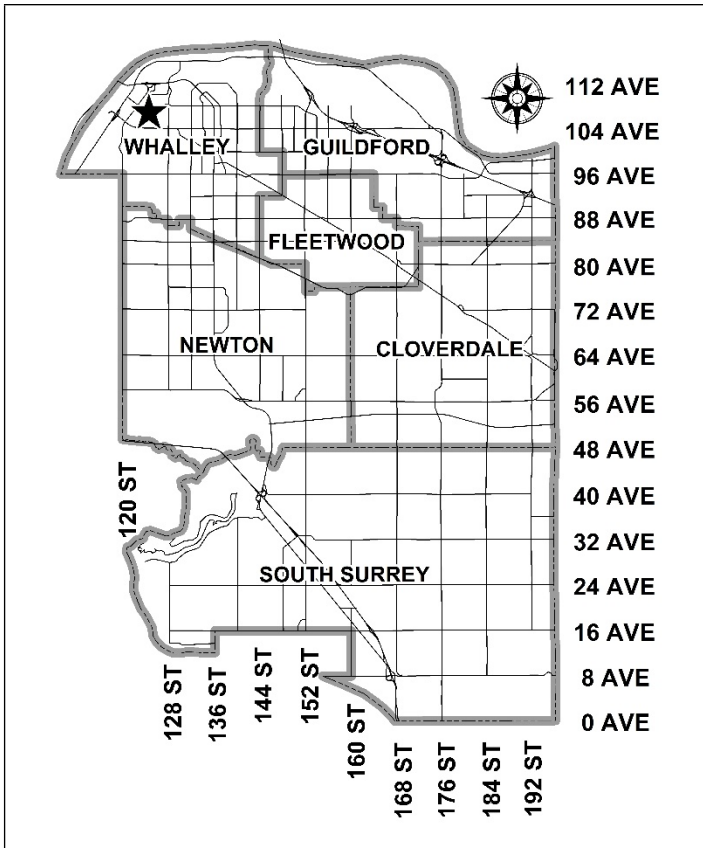 112 AVE
104 AVE
WHALLEY
GUILDFORD
96 AVE
88 AVE
FLEETWOOD
80 AVE
72 AVE
NEWTON
CLOVERDALE
64 AVE
56 AVE
48 AVE
120 ST
40 AVE
32 AVE
SOUTH SURREY
24 AVE
16 AVE
128 ST
136 ST
144 ST
152 ST
160 ST
8 AVE
0 AVE
168 ST
176 ST
184 ST
192 ST